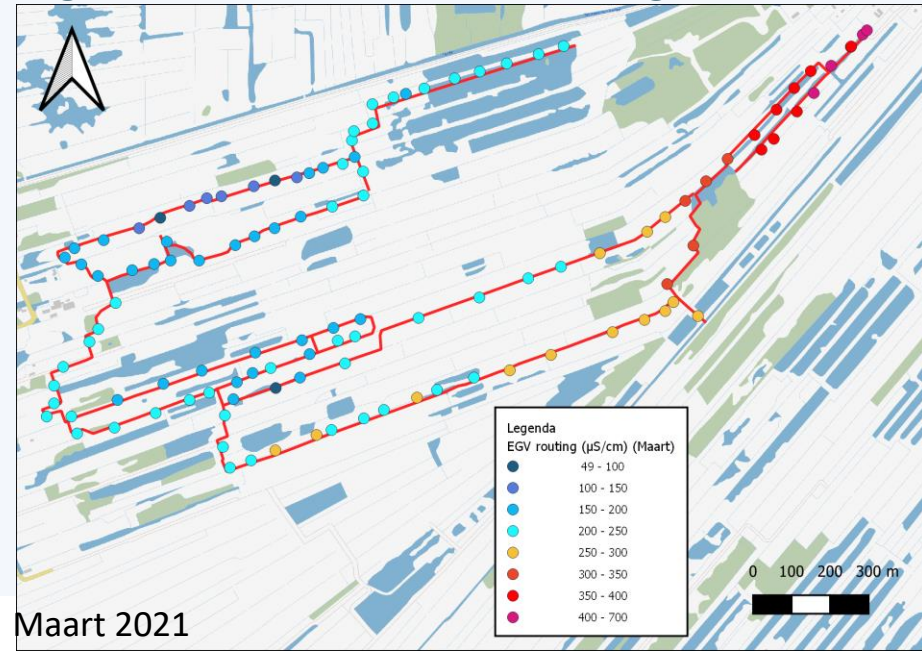 Legenda
EGV routing (µS/cm) (Maart)
49 - 100
100 - 150
150 - 200
200 - 250
250 - 300
300 - 350
350 - 400
400 - 700
0 100 200 300 m
Maart 2021